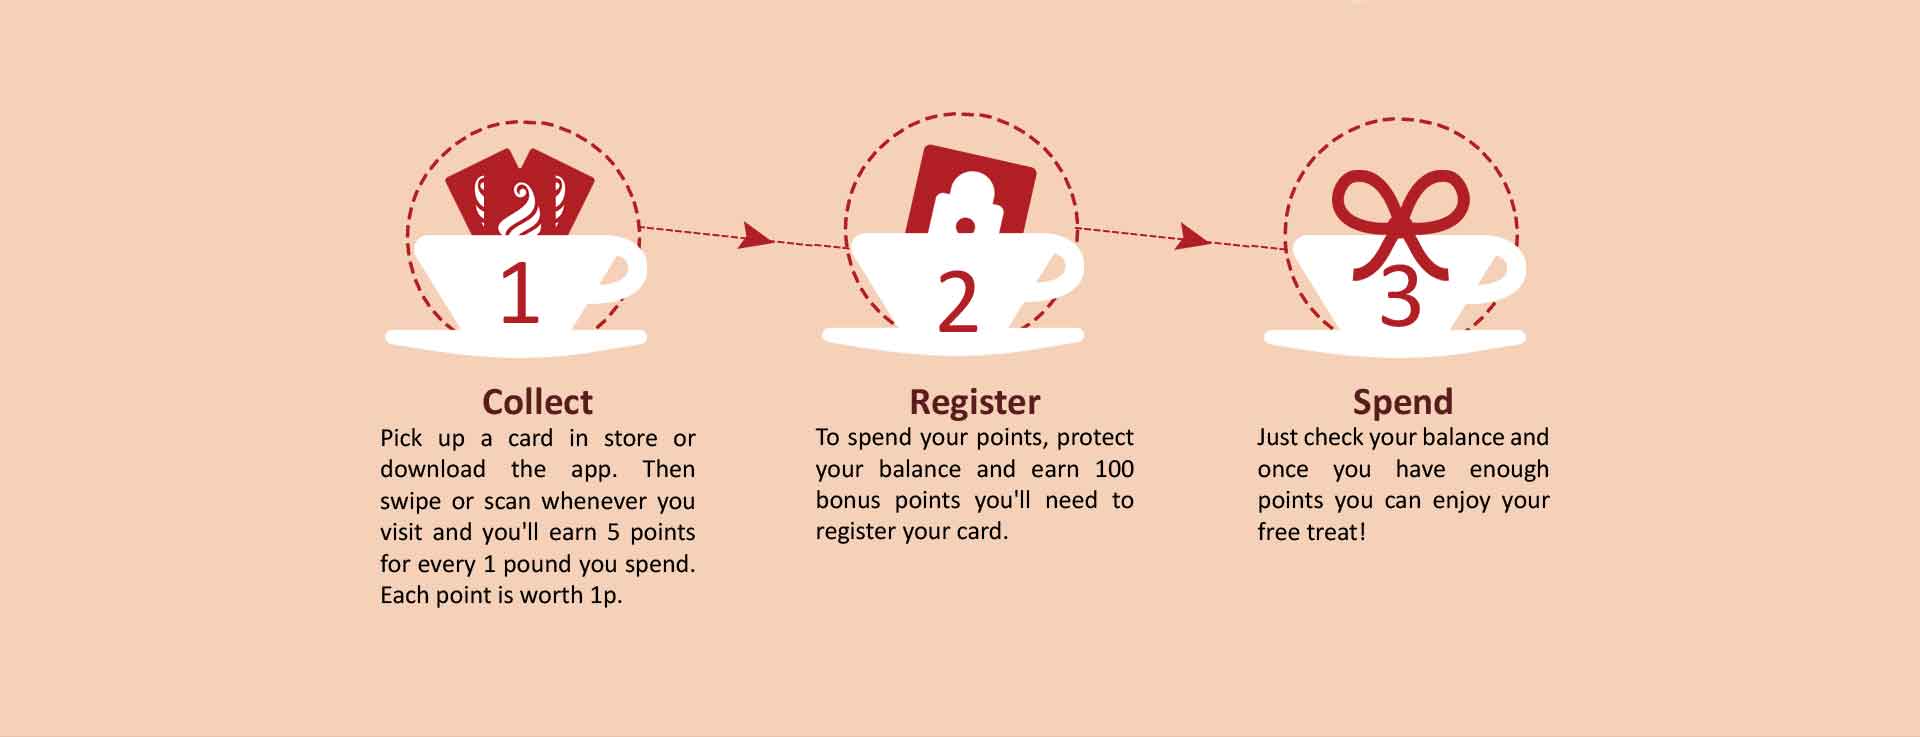 1
Collect
Pick up a card in store or
download the app. Then
swipe or scan whenever you
visit and you'll earn 5 points
for every 1 pound you spend.
Each point is worth 1p.
2
Register
To spend your points, protect
your balance and earn 100
bonus points you'll need to
register your card.
3
Spend
Just check your balance and
once you have enough
points you can enjoy your
free treat!